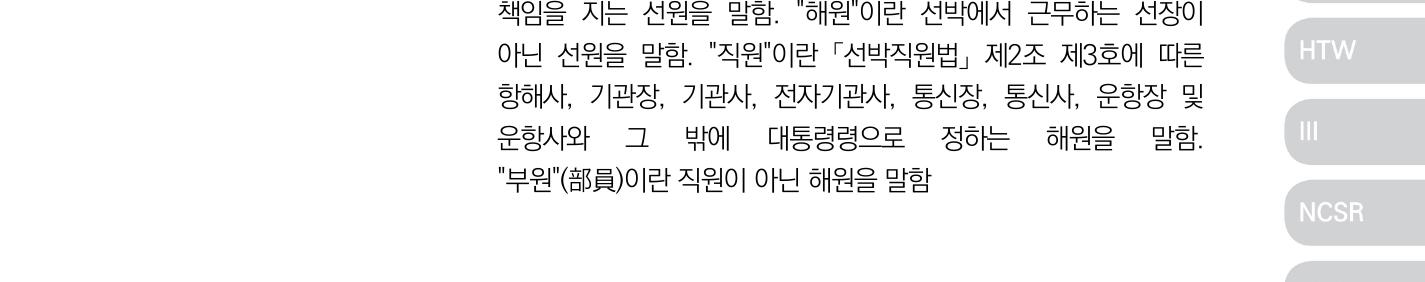 책임을 지는 선원을 말함. "해원"이란 선박에서 근무하는 선장이
아닌 선원을 말함. "직원"이란「선박직원법」제2조 제3호에 따른
항해사, 기관장, 기관사, 전자기관사, 통신장, 통신사, 운항장 및
운항사와 그 밖에 대통령령으로 정하는 해원을 말함.
"부원"(部員)이란 직원이 아닌 해원을 말함
HTW
III
NCSR